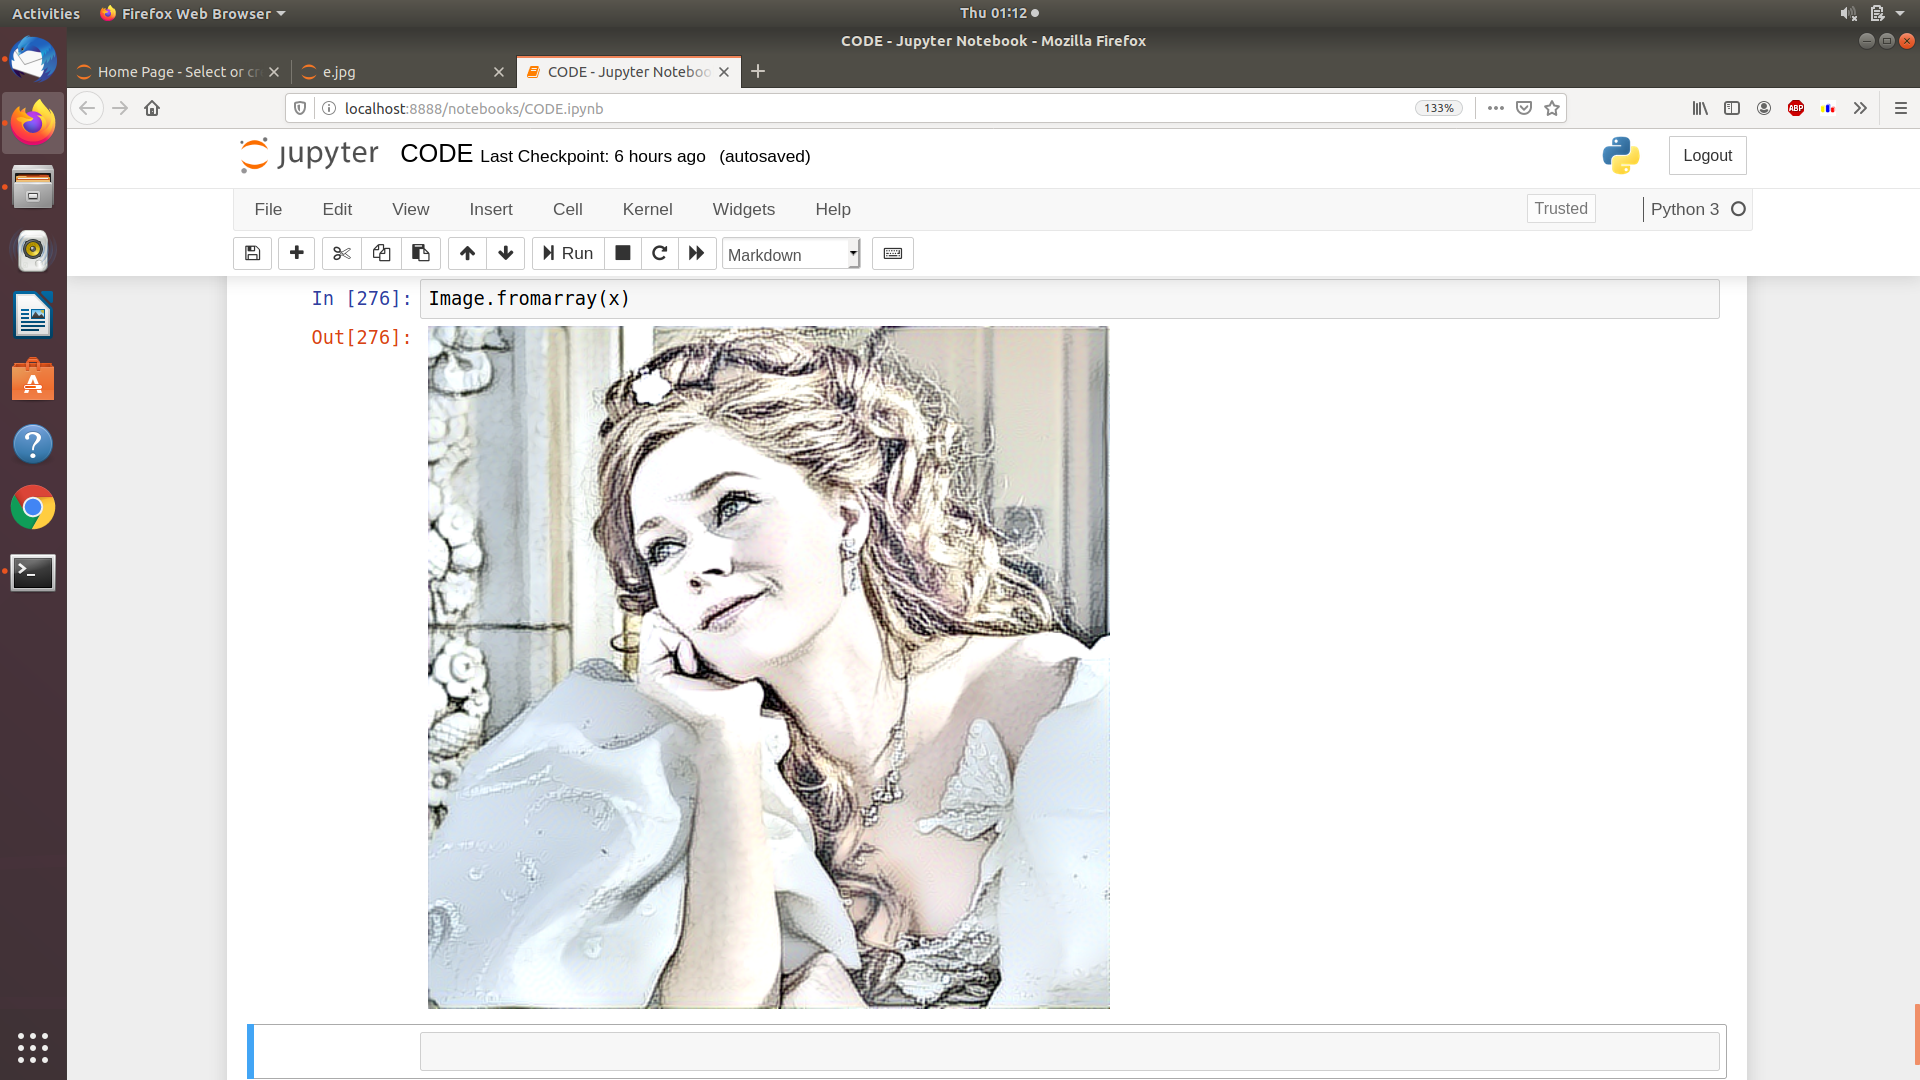 Activities
Firefox Web Browser
Thu 01:12
CODE - Jupyter Notebook - Mozilla Firefox
Home Page - Select or cr
e.jpg
CODE - Jupyter Noteboo
localhost:8888/notebooks/CODE.ipynb
133%
ABP
jupyter
CODE
Last Checkpoint: 6 hours ago
(autosaved)
Logout
File Edit View Insert Cell Kernel Widgets Help
Trusted
Python 3
Run
Markdown
In [276]:
Image.fromarray(x)
Out[276]: